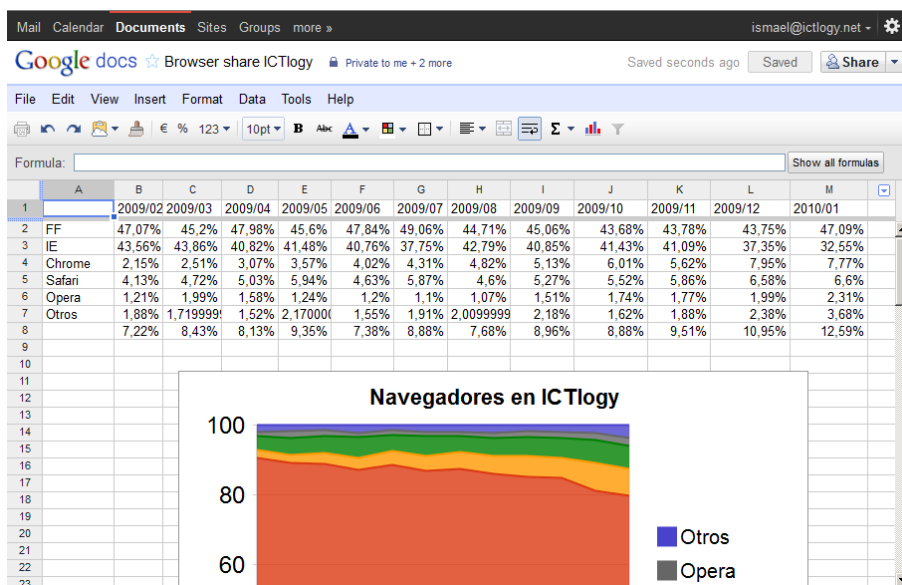 Mail Calendar Documents Sites Groups more » ismael@ictlogy.net
Google docs Browser share ICTlogy Private to me + 2 more Saved seconds ago Saved Share
File Edit View Insert Format Data Tools Help
€ % 123 10pt B Abc A Σ
Formula: Show all formulas
A B C D E F G H I J K L M
1 2009/02 2009/03 2009/04 2009/05 2009/06 2009/07 2009/08 2009/09 2009/10 2009/11 2009/12 2010/01
2 FF 47,07% 45,2% 47,98% 45,6% 47,84% 49,06% 44,71% 45,06% 43,68% 43,78% 43,75% 47,09%
3 IE 43,56% 43,86% 40,82% 41,48% 40,76% 37,75% 42,79% 40,85% 41,43% 41,09% 37,35% 32,55%
4 Chrome 2,15% 2,51% 3,07% 3,57% 4,02% 4,31% 4,82% 5,13% 6,01% 5,62% 7,95% 7,77%
5 Safari 4,13% 4,72% 5,03% 5,94% 4,63% 5,87% 4,6% 5,27% 5,52% 5,86% 6,58% 6,6%
6 Opera 1,21% 1,99% 1,58% 1,24% 1,2% 1,1% 1,07% 1,51% 1,74% 1,77% 1,99% 2,31%
7 Otros 1,88% 1,7199999 1,52% 2,170000 1,55% 1,91% 2,0099999 2,18% 1,62% 1,88% 2,38% 3,68%
8 7,22% 8,43% 8,13% 9,35% 7,38% 8,88% 7,68% 8,96% 8,88% 9,51% 10,95% 12,59%
9
10
11
12 Navegadores en ICTlogy
13
14 100
15
16
17
18 80
19
20 Otros
21
22 60 Opera
23